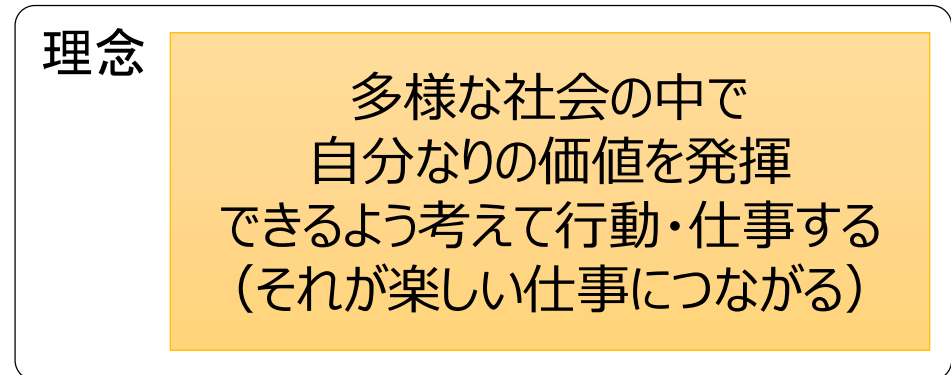 理念
多様な社会の中で
自分なりの価値を発揮
できるよう考えて行動・仕事する
（それが楽しい仕事につながる）